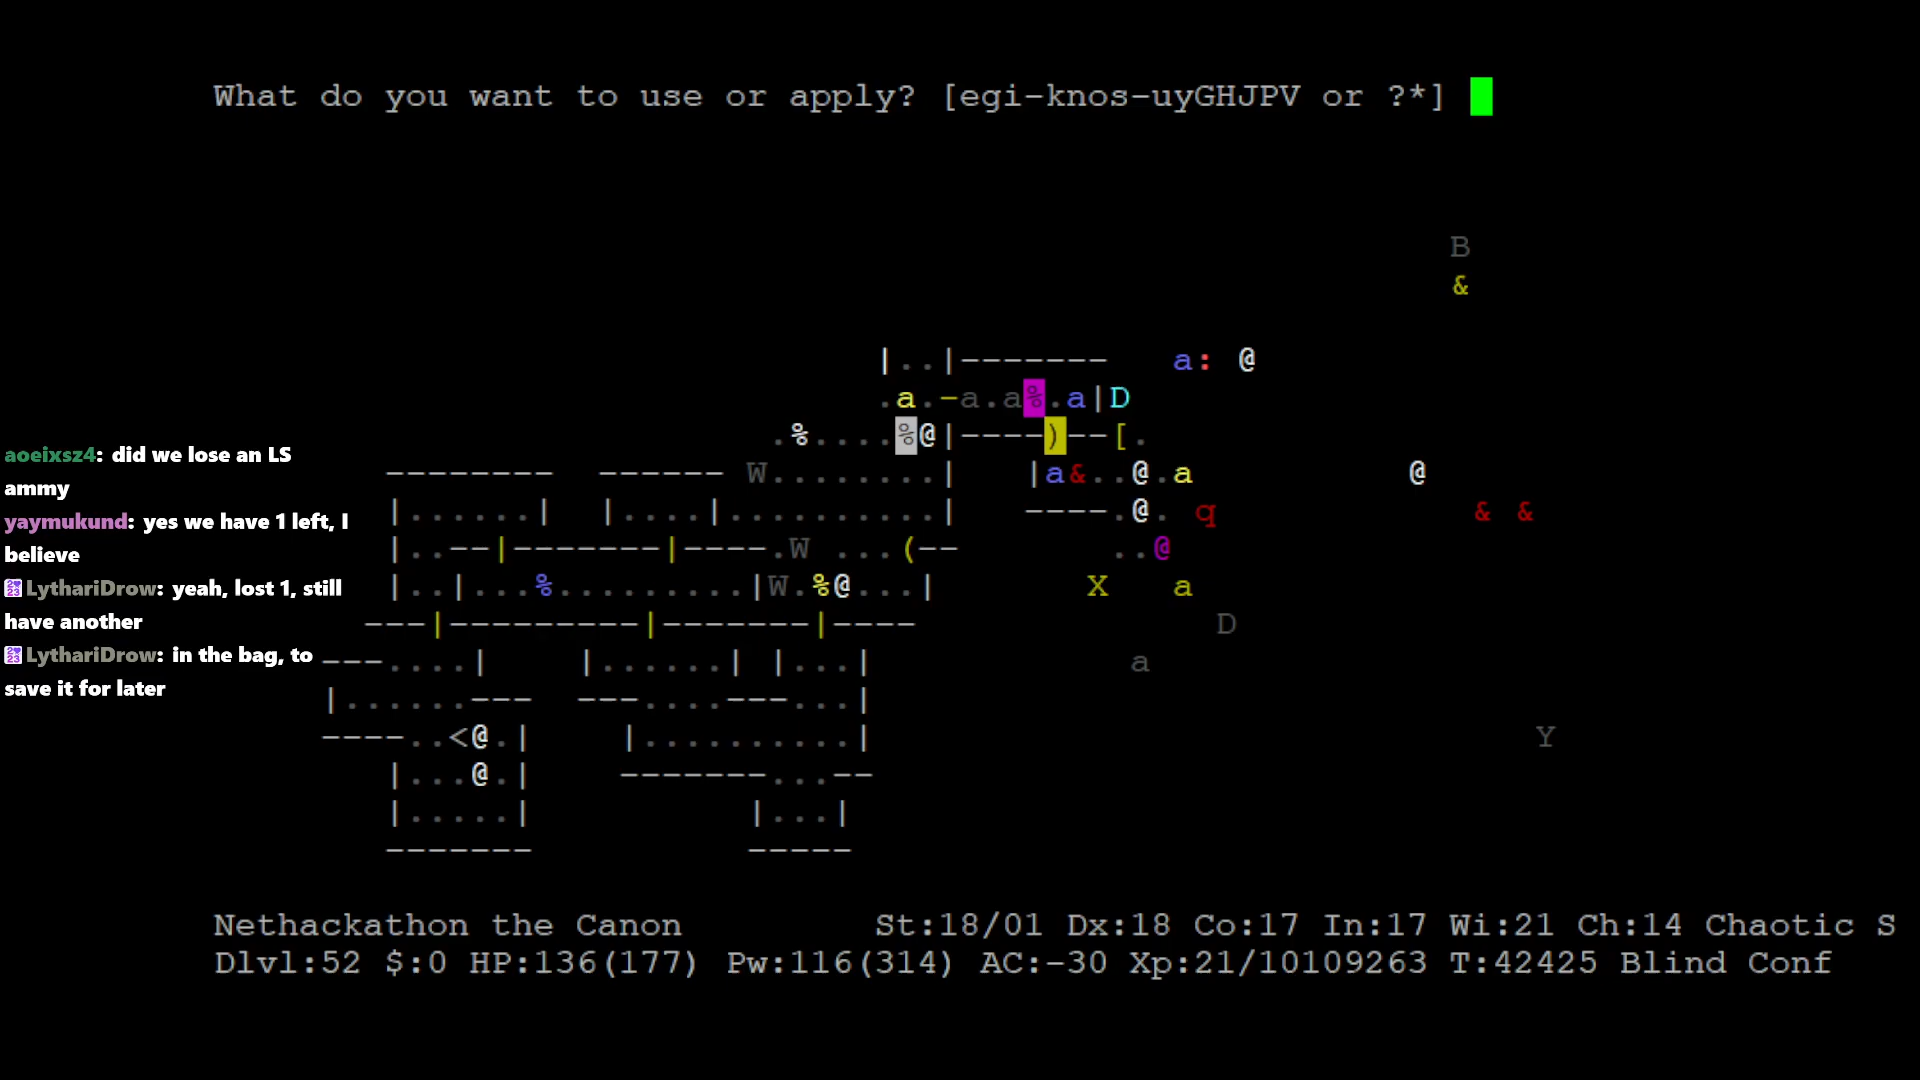 What do you want to use or apply? [egi-knos-uyGHJPV or ?*]
B
&
|..|------- a: @
.a.-a.a%.a|D
.%....%@|----)--[.
-------- ------ W.......| |a&..@.a @
|......| |....|..........| ----.@. q & &
|..--|-------|----.W ...(-- ..@
|..|...%........|W.%@...| X a
---|---------|-------|---- D
---....| |......| |...| a
|......--- ---....---...|
----..<@.| |..........| Y
|...@.| -------...--
|.....| |...|
------- -----
aoeixsz4: did we lose an LS
ammy
yaymukund: yes we have 1 left, I
believe
LythariDrow: yeah, lost 1, still
have another
LythariDrow: in the bag, to
save it for later
Nethackathon the Canon St:18/01 Dx:18 Co:17 In:17 Wi:21 Ch:14 Chaotic S
Dlvl:52 $:0 HP:136(177) Pw:116(314) AC:-30 Xp:21/10109263 T:42425 Blind Conf